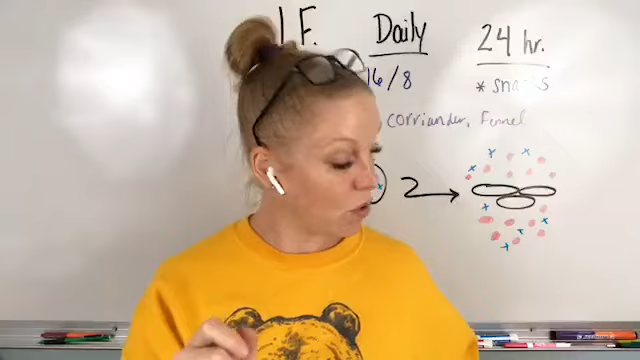 I.F.
Daily
24 hr.
16/8
* snacks
corriander, Fennel
2